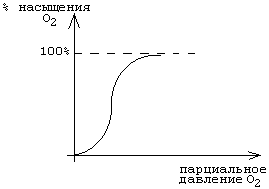 % насыщения
O2
100%
парциальное
давление O2